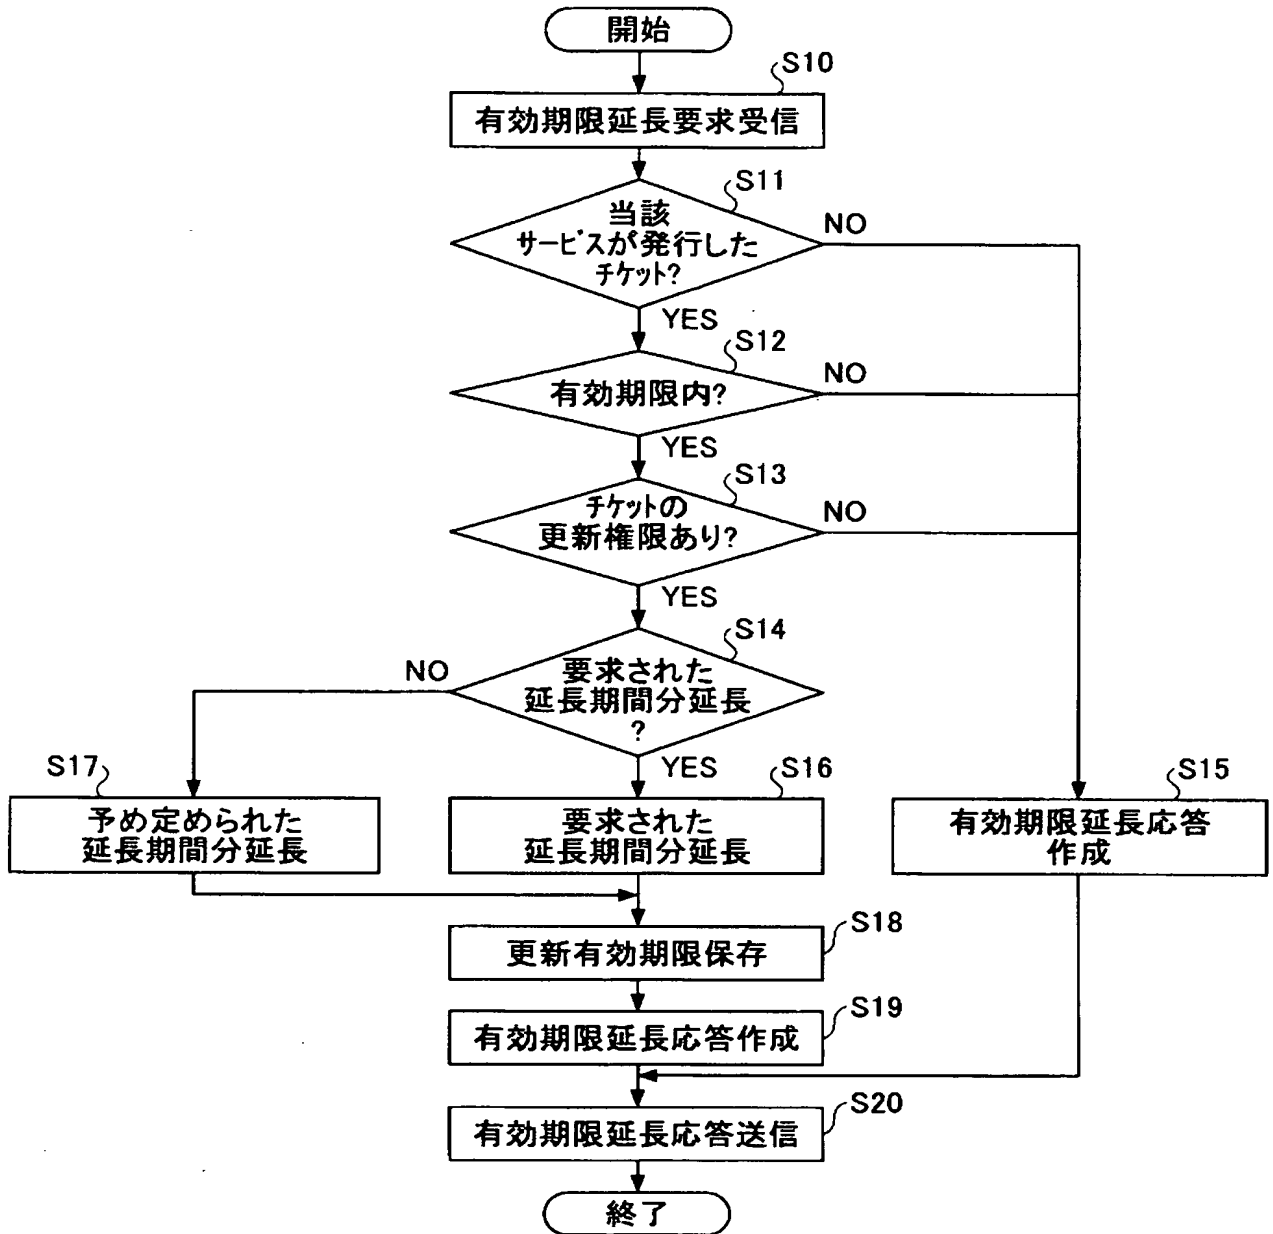 開始
S10
有効期限延長要求受信
S11
当該
サービスが発行した
チケット?
NO
YES
S12
有効期限内?
NO
YES
S13
チケットの
更新権限あり?
NO
YES
S14
要求された
延長期間分延長
?
NO
YES
S17
予め定められた
延長期間分延長
S16
要求された
延長期間分延長
S15
有効期限延長応答
作成
S18
更新有効期限保存
S19
有効期限延長応答作成
S20
有効期限延長応答送信
終了